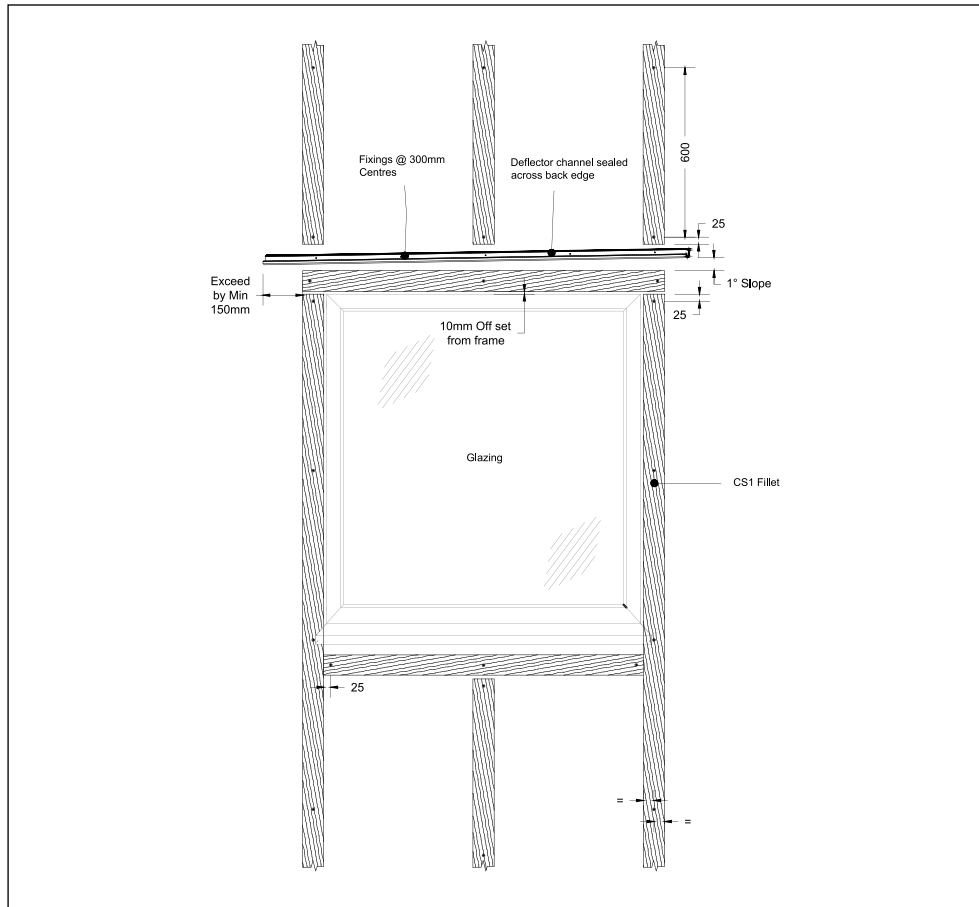 Fixings @ 300mm
Centres
Deflector channel sealed
across back edge
600
25
Exceed
by Min
150mm
1° Slope
25
10mm Off set
from frame
Glazing
CS1 Fillet
25
=
=